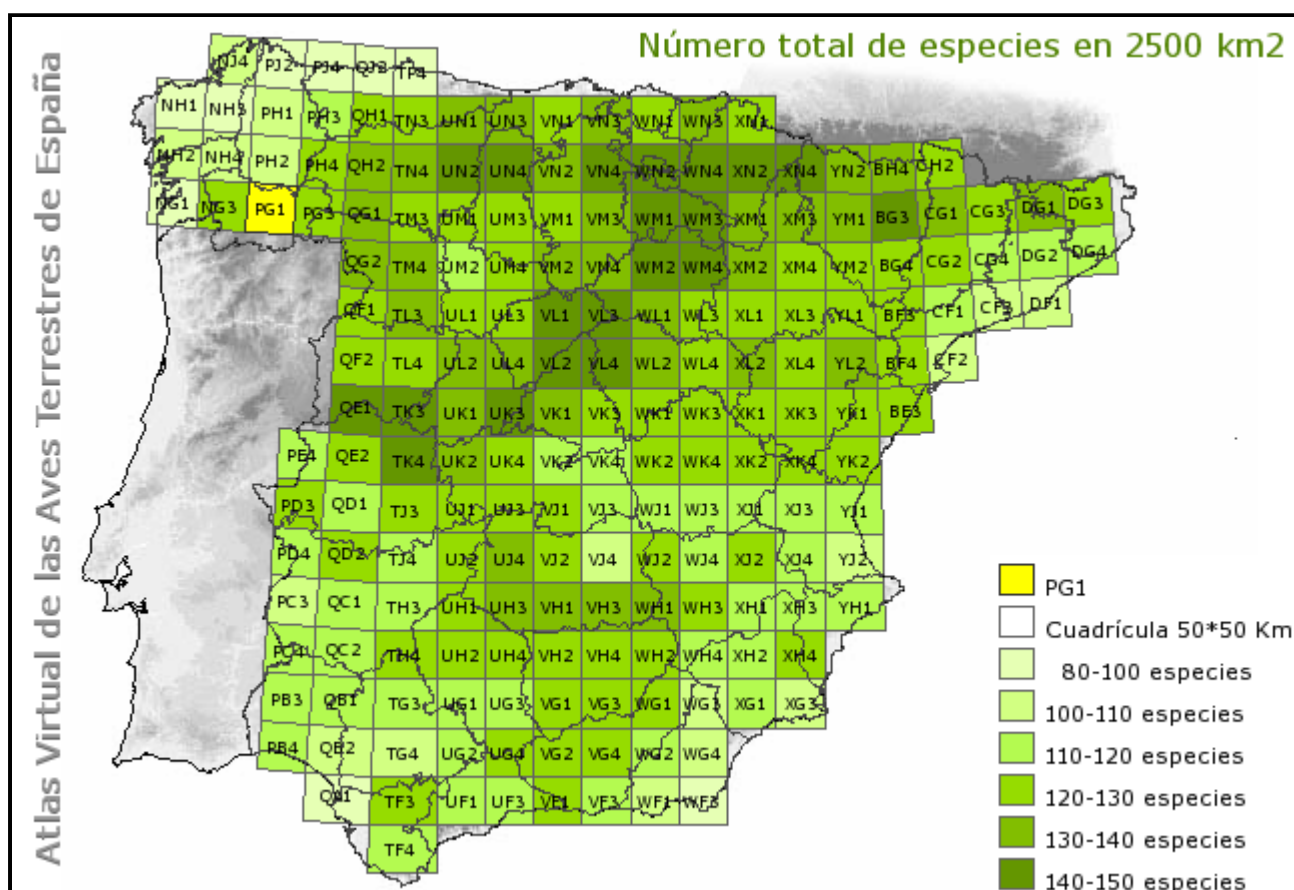 Número total de especies en 2500 km2
Atlas Virtual de las Aves Terrestres de España
NJ4 PJ2 PJ4 QJ2 TP4
NH1 NH3 PH1 PH3 QH1 TN3 UN1 UN3 VN1 VN3 WN1 WN3 XN1
NH2 NH4 PH2 PH4 QH2 TN4 UN2 UN4 VN2 VN4 WN2 WN4 XN2 XN4 YN2 BH4 CH2
NG1 NG3 PG1 PG3 QG1 TM3 UM1 UM3 VM1 VM3 WM1 WM3 XM1 XM3 YM1 BG3 CG1 CG3 DG1 DG3
QG2 TM4 UM2 UM4 VM2 VN4 WM2 WM4 XM2 XM4 YM2 BG4 CG2 CG4 DG2 DG4
QF1 TL3 UL1 UL3 VL1 VL3 WL1 WL3 XL1 XL3 YL1 BF3 CF1 CF3 DF1
QF2 TL4 UL2 UL4 VL2 VL4 WL2 WL4 XL2 XL4 YL2 BF4 CF2
QE1 TK3 UK1 UK3 VK1 VK3 WK1 WK3 XK1 XK3 YK1 BE3
PE4 QE2 TK4 UK2 UK4 VK2 VK4 WK2 WK4 XK2 XK4 YK2
PD3 QD1 TJ3 UJ1 UJ3 VJ1 VJ3 WJ1 WJ3 XJ1 XJ3 YJ1
PD4 QD2 TJ4 UJ2 UJ4 VJ2 VJ4 WJ2 WJ4 XJ2 XJ4 YJ2
PC3 QC1 TH3 UH1 UH3 VH1 VH3 WH1 WH3 XH1 XH3 YH1
PC4 QC2 TH4 UH2 UH4 VH2 VH4 WH2 WH4 XH2 XH4
PB3 QB1 TG3 UG1 UG3 VG1 VG3 WG1 WG3 XG1 XG3
PB4 QB2 TG4 UG2 UG4 VG2 VG4 WG2 WG4
QA1 TF3 UF1 UF3 VF1 VF3 WF1 WF3
TF4
PG1
Cuadrícula 50*50 Km
80-100 especies
100-110 especies
110-120 especies
120-130 especies
130-140 especies
140-150 especies